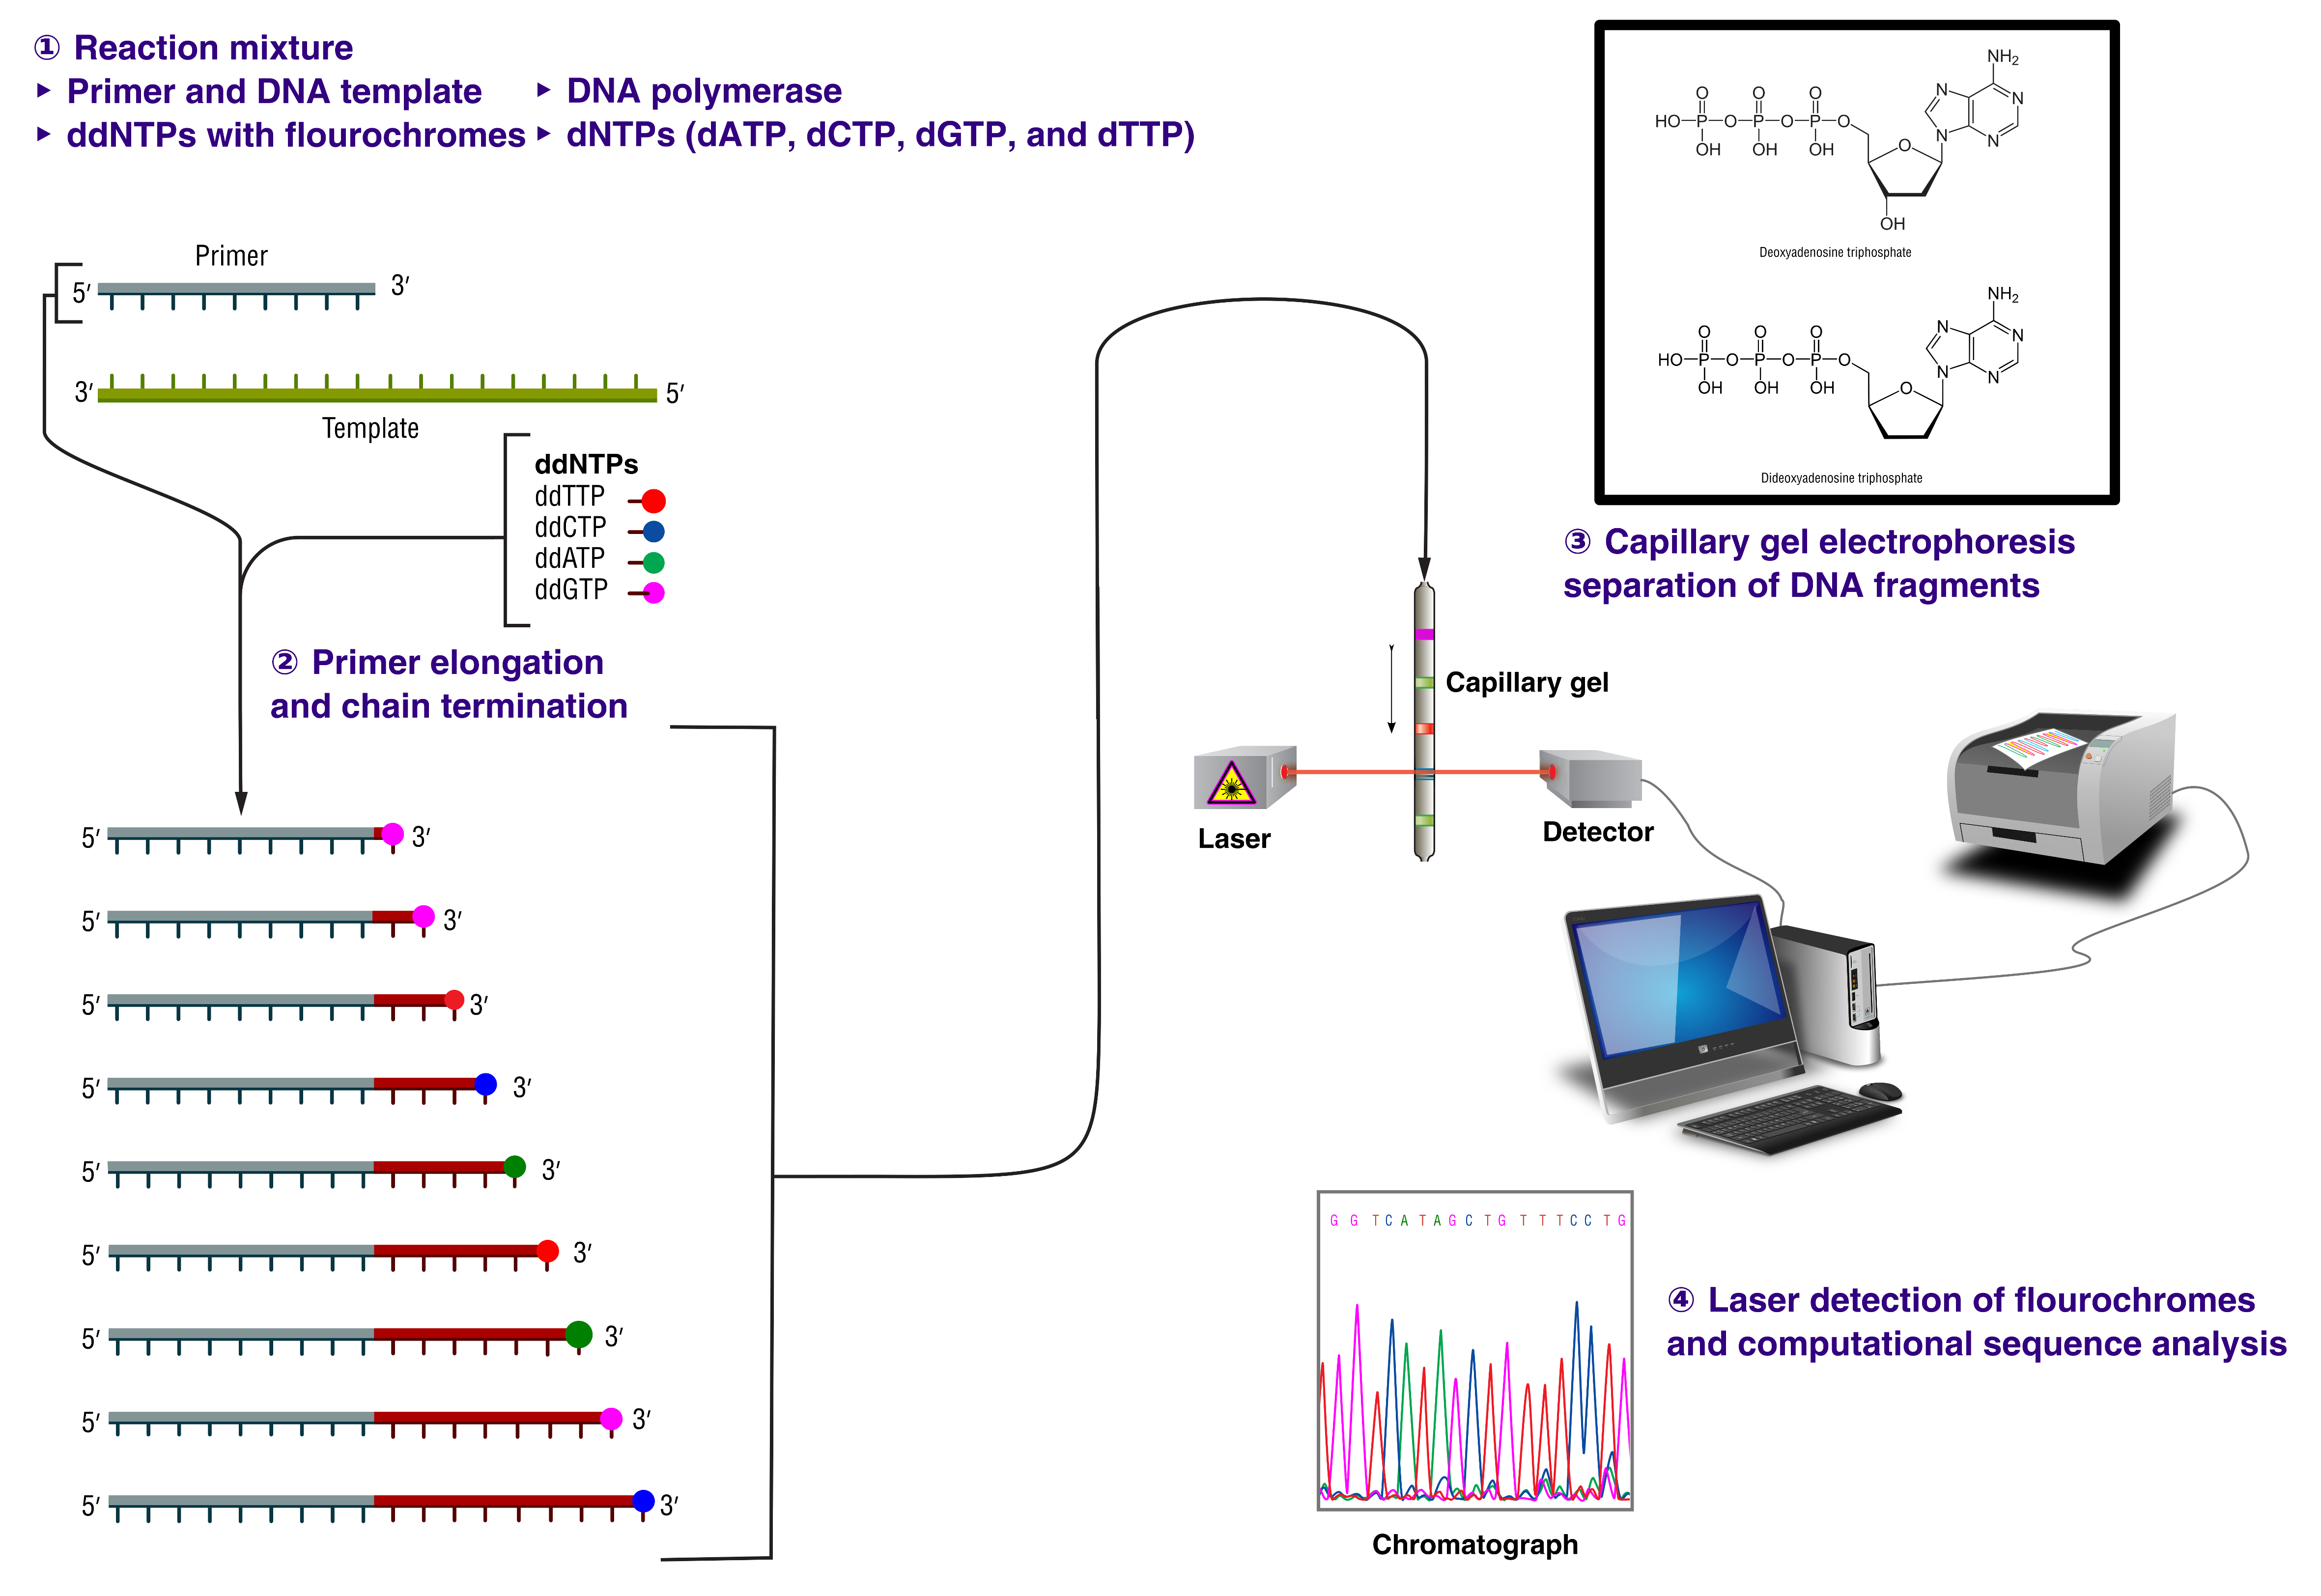 ① Reaction mixture
▸ Primer and DNA template
▸ DNA polymerase
▸ ddNTPs with flourochromes
▸ dNTPs (dATP, dCTP, dGTP, and dTTP)
Primer
5′
3′
3′
5′
Template
ddNTPs
ddTTP
ddCTP
ddATP
ddGTP
② Primer elongation
and chain termination
5′ 3′
5′ 3′
5′ 3′
5′ 3′
5′ 3′
5′ 3′
5′ 3′
5′ 3′
5′ 3′
NH2
O O O N N
HO P O P O P O O N N
OH OH OH
OH
Deoxyadenosine triphosphate
NH2
O O O N N
HO P O P O P O O N N
OH OH OH
Dideoxyadenosine triphosphate
③ Capillary gel electrophoresis
separation of DNA fragments
Capillary gel
Laser
Detector
G G T C A T A G C T G T T T C C T G
Chromatograph
④ Laser detection of flourochromes
and computational sequence analysis